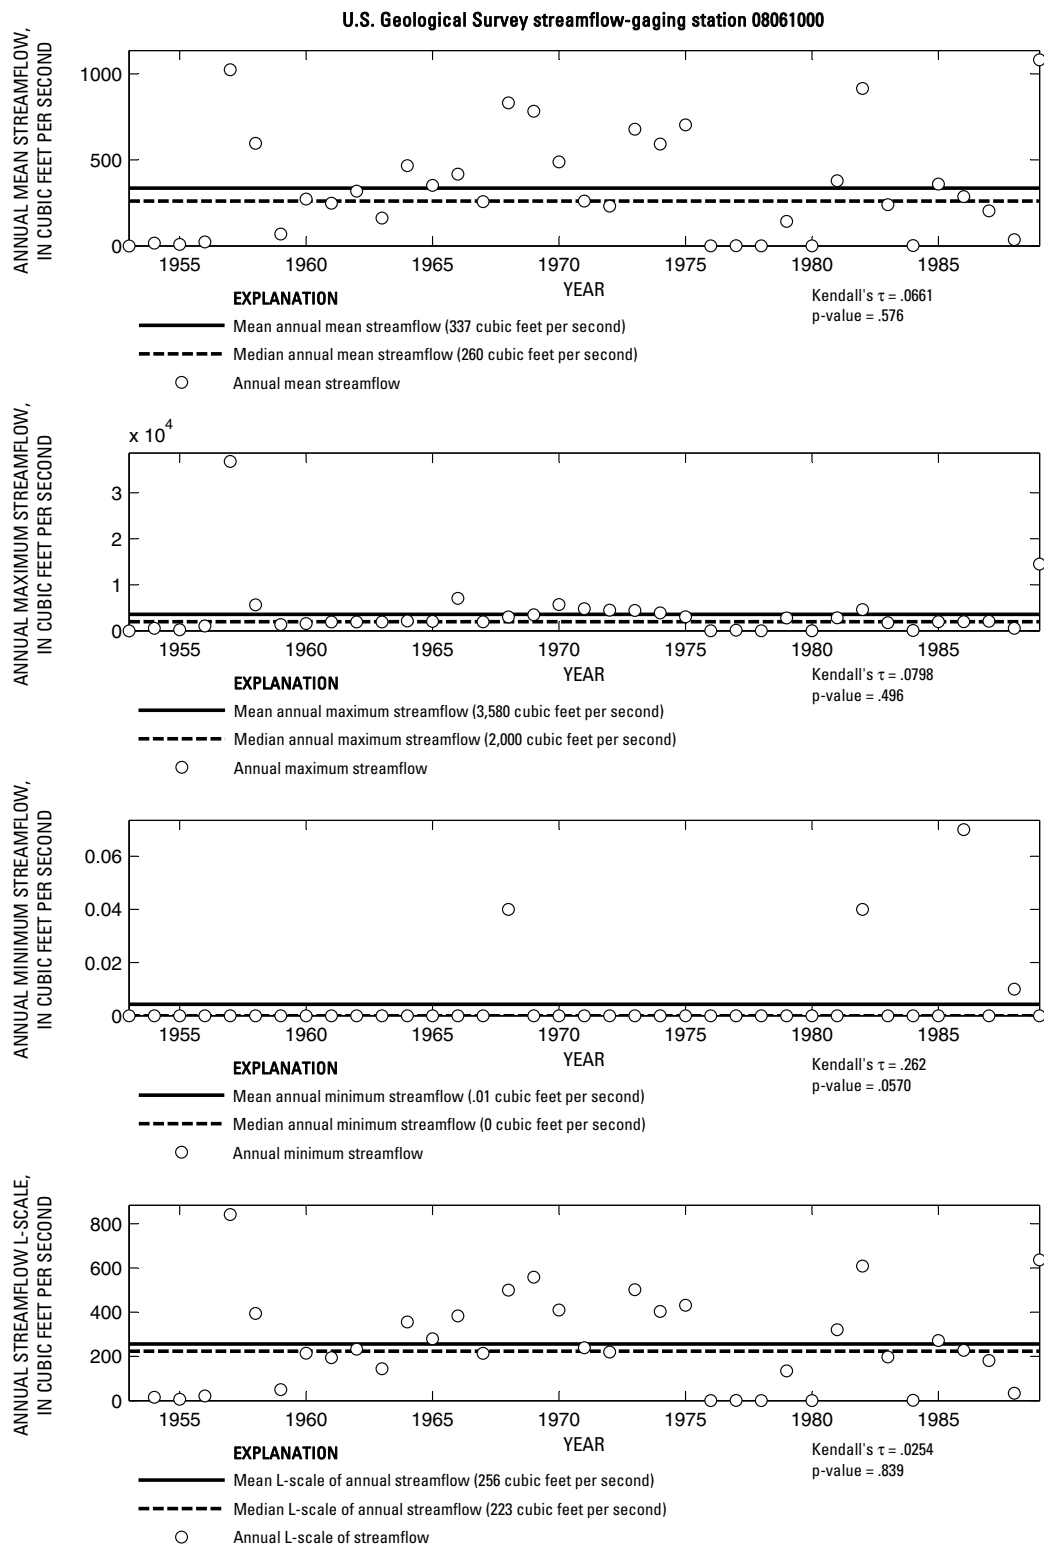 U.S. Geological Survey streamflow-gaging station 08061000
ANNUAL MEAN STREAMFLOW,
IN CUBIC FEET PER SECOND
1000
500
0
1955 1960 1965 1970 1975 1980 1985
YEAR
Kendall's τ = .0661
p-value = .576
EXPLANATION
Mean annual mean streamflow (337 cubic feet per second)
Median annual mean streamflow (260 cubic feet per second)
Annual mean streamflow
ANNUAL MAXIMUM STREAMFLOW,
IN CUBIC FEET PER SECOND
x 10^4
3
2
1
0
1955 1960 1965 1970 1975 1980 1985
YEAR
Kendall's τ = .0798
p-value = .496
EXPLANATION
Mean annual maximum streamflow (3,580 cubic feet per second)
Median annual maximum streamflow (2,000 cubic feet per second)
Annual maximum streamflow
ANNUAL MINIMUM STREAMFLOW,
IN CUBIC FEET PER SECOND
0.06
0.04
0.02
0
1955 1960 1965 1970 1975 1980 1985
YEAR
Kendall's τ = .262
p-value = .0570
EXPLANATION
Mean annual minimum streamflow (.01 cubic feet per second)
Median annual minimum streamflow (0 cubic feet per second)
Annual minimum streamflow
ANNUAL STREAMFLOW L-SCALE,
IN CUBIC FEET PER SECOND
800
600
400
200
0
1955 1960 1965 1970 1975 1980 1985
YEAR
Kendall's τ = .0254
p-value = .839
EXPLANATION
Mean L-scale of annual streamflow (256 cubic feet per second)
Median L-scale of annual streamflow (223 cubic feet per second)
Annual L-scale of streamflow